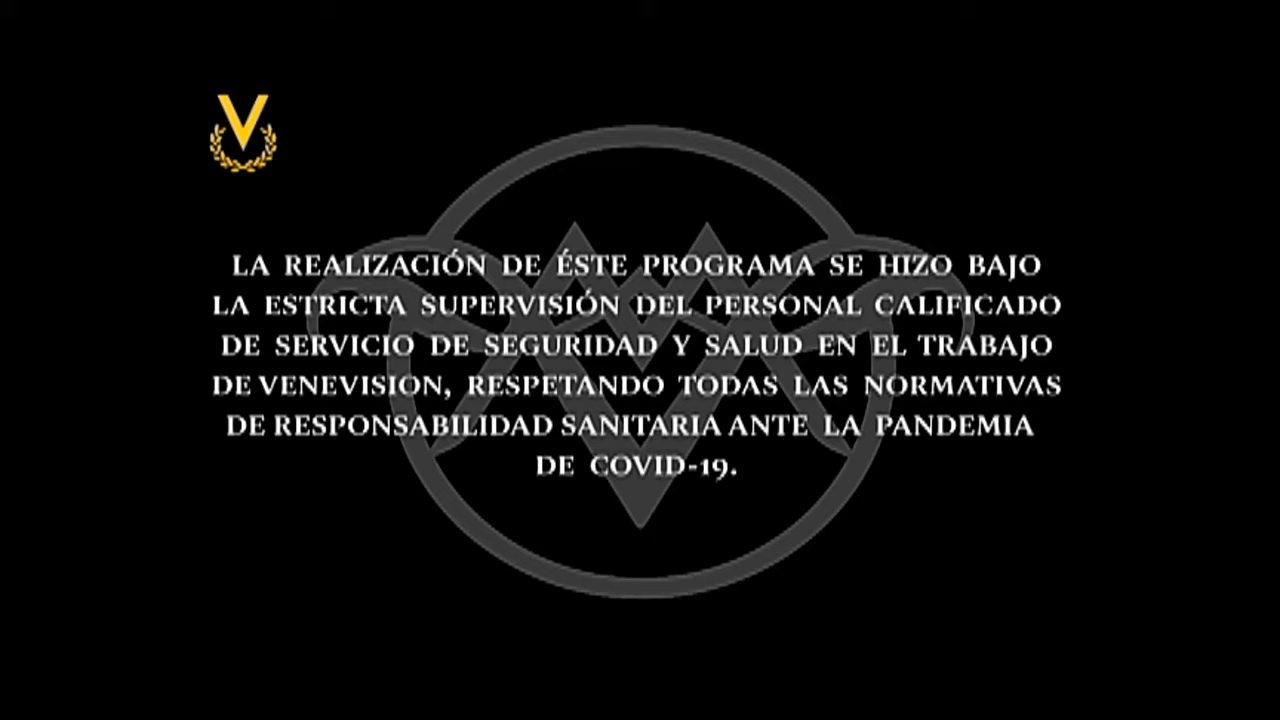 V
LA REALIZACIÓN DE ÉSTE PROGRAMA SE HIZO BAJO
LA ESTRICTA SUPERVISIÓN DEL PERSONAL CALIFICADO
DE SERVICIO DE SEGURIDAD Y SALUD EN EL TRABAJO
DE VENEVISION, RESPETANDO TODAS LAS NORMATIVAS
DE RESPONSABILIDAD SANITARIA ANTE LA PANDEMIA
DE COVID-19.